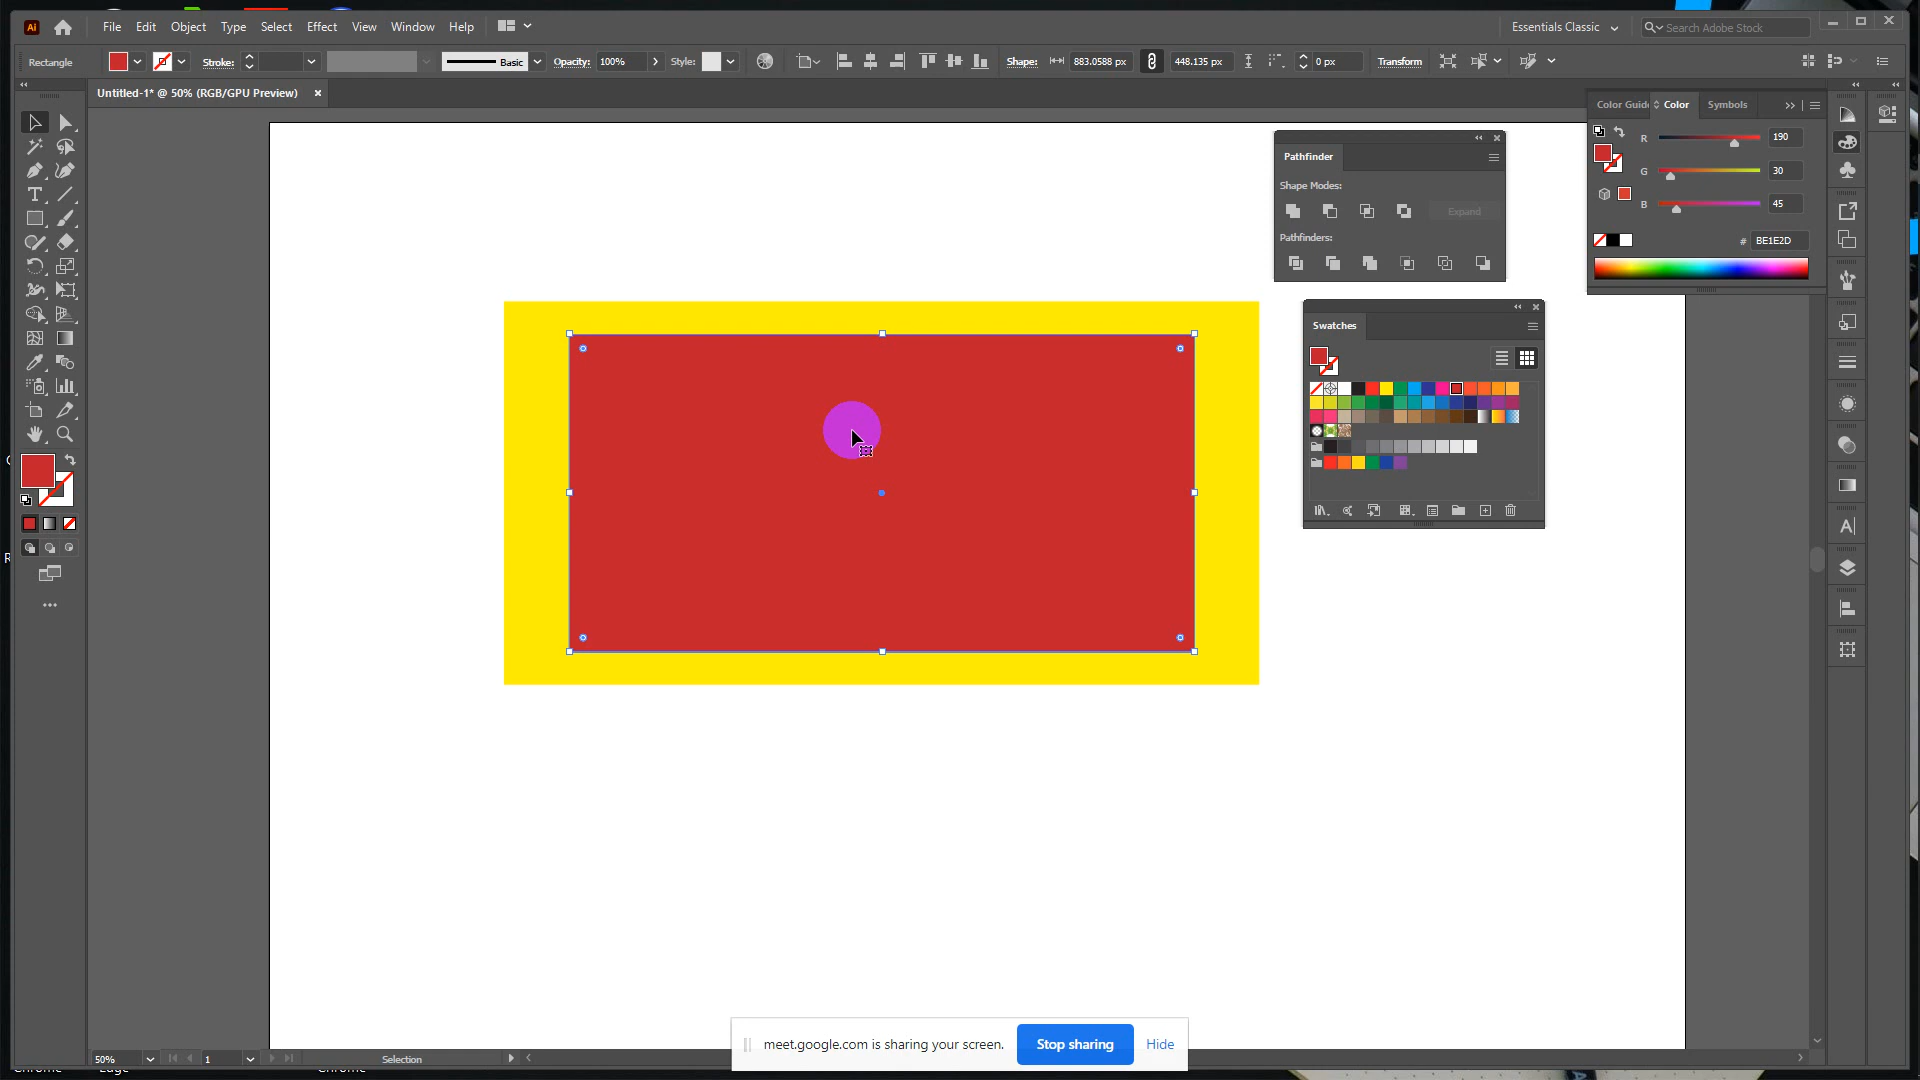 Ai File Edit Object Type Select Effect View Window Help
Essentials Classic Search Adobe Stock
Rectangle Stroke: Basic Opacity: 100% Style: Shape: 883.0588 px 448.135 px 0 px Transform
Untitled-1* @ 50% (RGB/GPU Preview) ×
Color Guide Color Symbols
R 190
G 30
B 45
# BE1E2D
Pathfinder
Shape Modes:
Expand
Pathfinders:
Swatches
50% 1 Selection
meet.google.com is sharing your screen. Stop sharing Hide